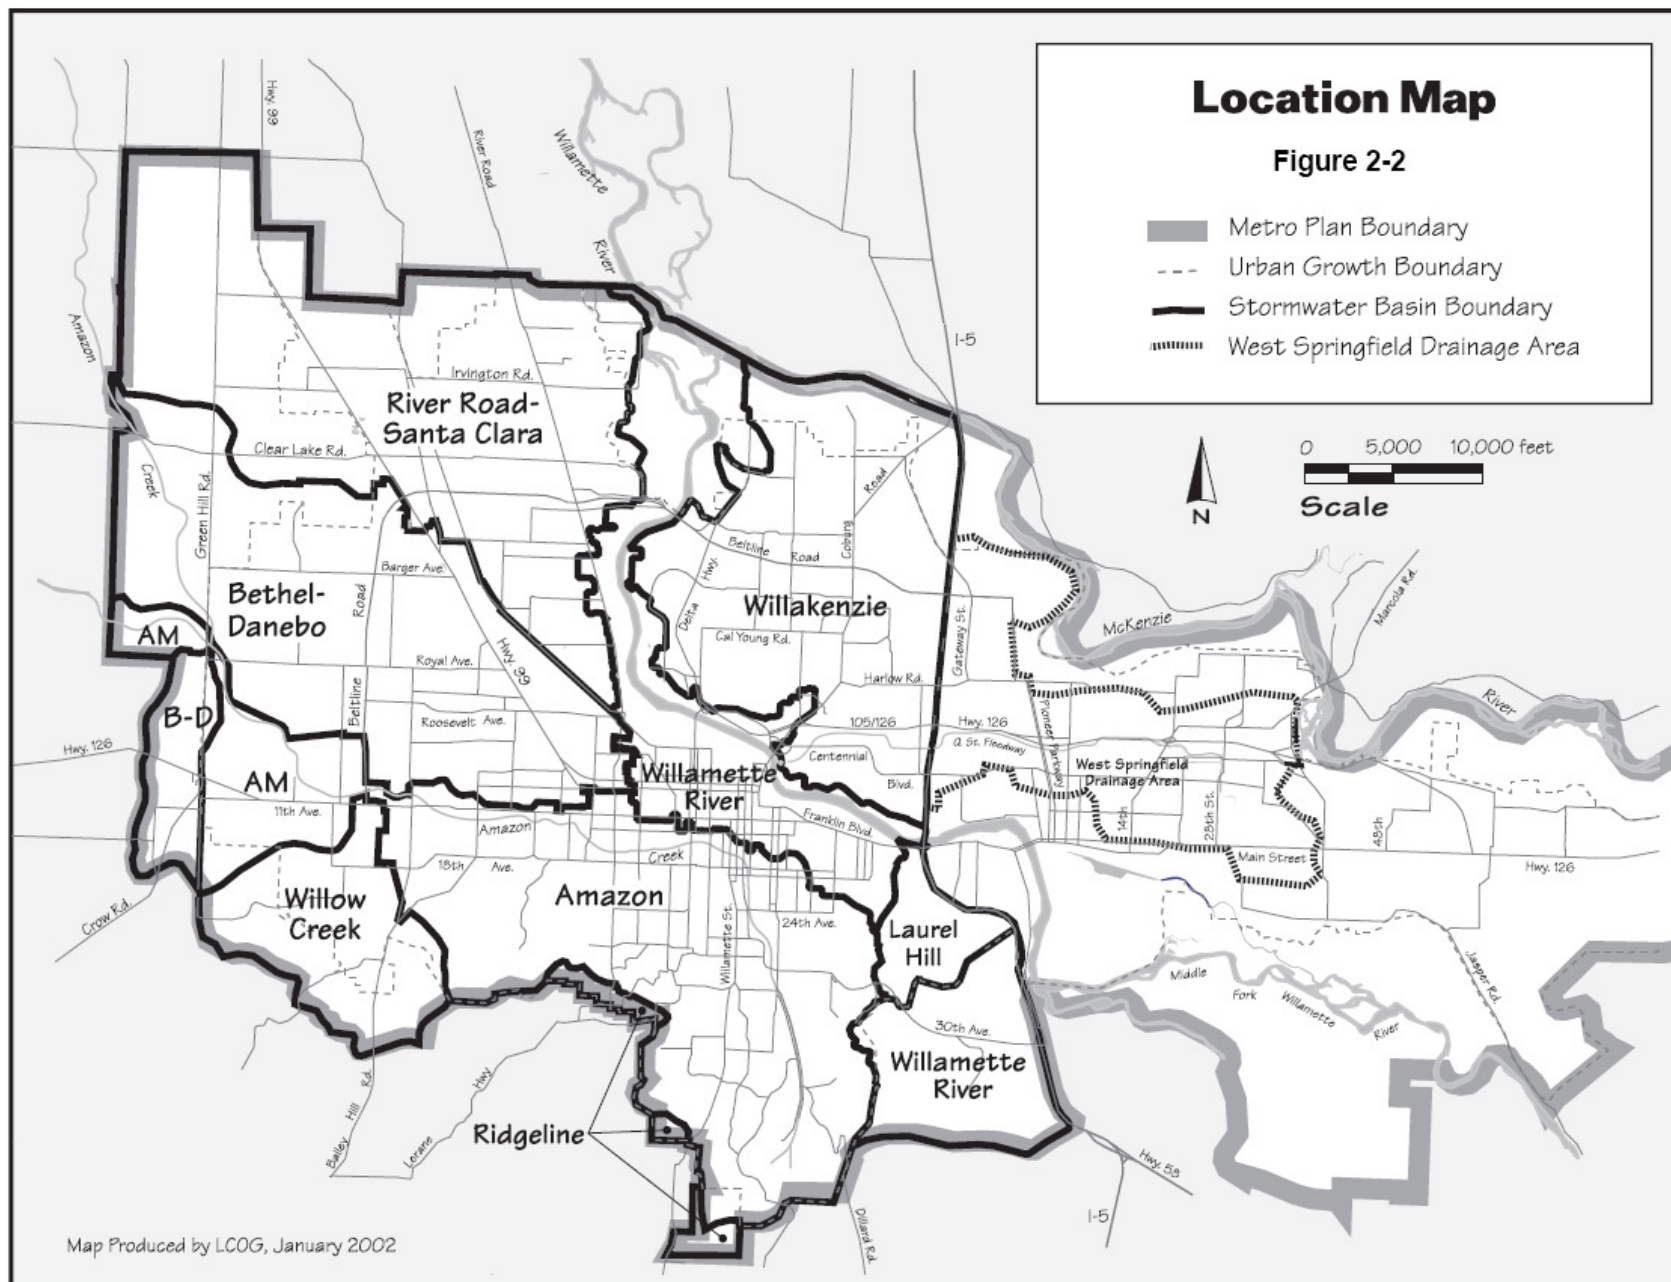 Location Map
Figure 2-2
Metro Plan Boundary
Urban Growth Boundary
Stormwater Basin Boundary
West Springfield Drainage Area
0 5,000 10,000 feet
Scale
N
Hwy. 99
River Road
Willamette
River
I-5
Amazon
Creek
Irvington Rd.
River Road-
Santa Clara
Clear Lake Rd.
Green Hill Rd.
Beltline Road
Coburg Road
Barger Ave.
Bethel-
Danebo
Beltline Road
Delta Hwy.
Willakenzie
Cal Young Rd.
Gateway St.
McKenzie
River
Marcola Rd.
AM
Royal Ave.
Hwy. 99
Harlow Rd.
B-D
Roosevelt Ave.
105/126
Hwy. 126
Q St. Floodway
Pioneer Parkway
Hwy. 126
Centennial
Blvd.
West Springfield
Drainage Area
AM
Willamette
River
11th Ave.
Amazon
Creek
Franklin Blvd.
14th
28th St.
48th
18th Ave.
Main Street
Hwy. 126
Willow
Creek
Amazon
Crow Rd.
Willamette St.
24th Ave.
Laurel
Hill
Middle
Fork
Willamette
River
Jasper Rd.
30th Ave.
Willamette
River
Bailey Hill Rd.
Lorane Hwy
Ridgeline
Hwy. 58
I-5
Dillard Rd.
Map Produced by LCOG, January 2002